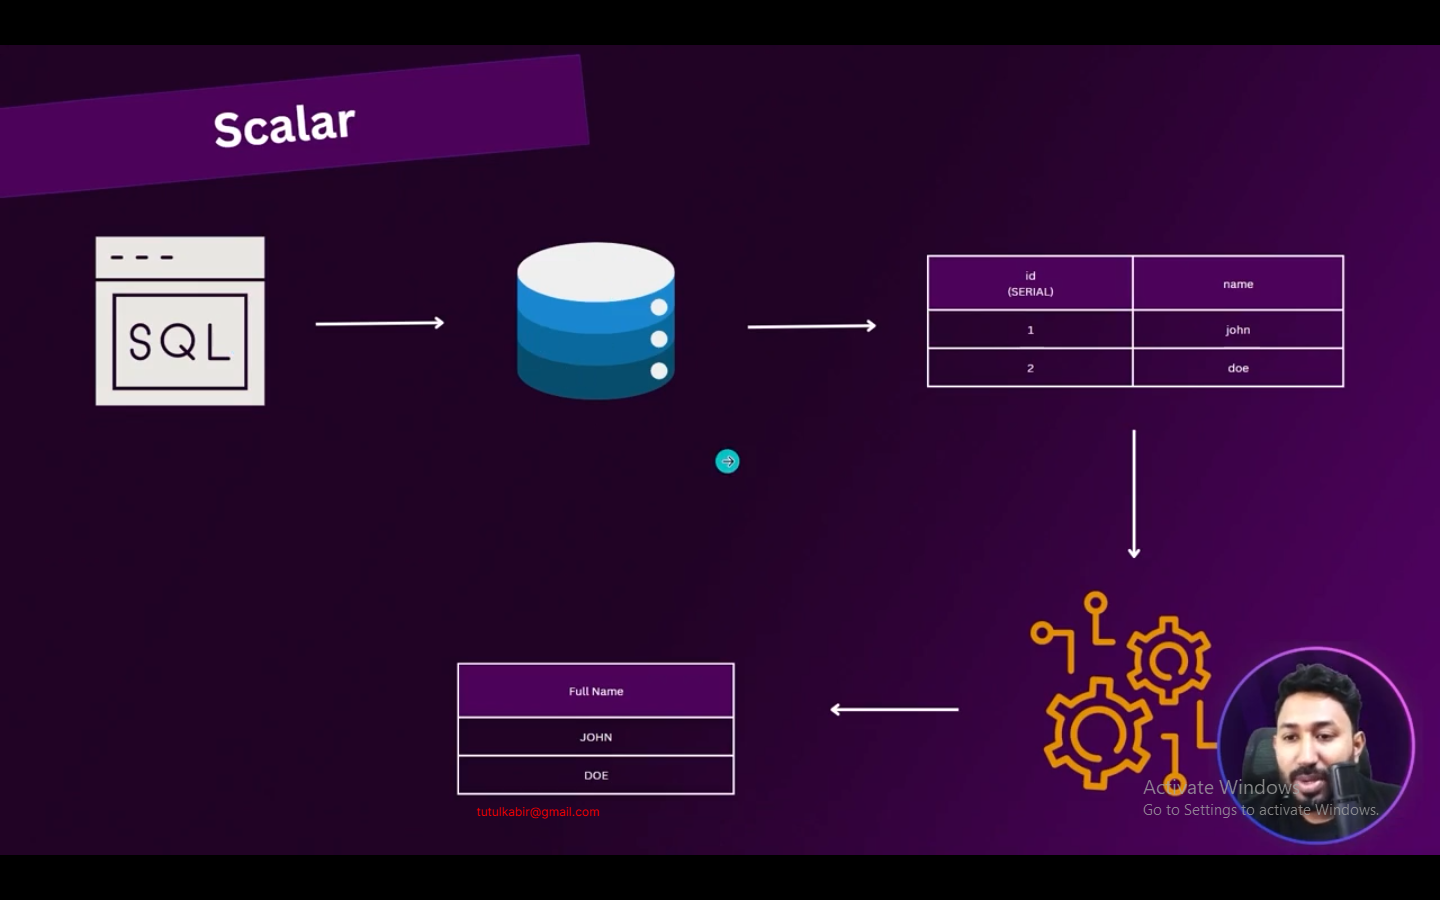 Scalar
SQL
id
(SERIAL)
name
1
john
2
doe
Full Name
JOHN
DOE
tutulkabir@gmail.com
Activate Windows
Go to Settings to activate Windows.